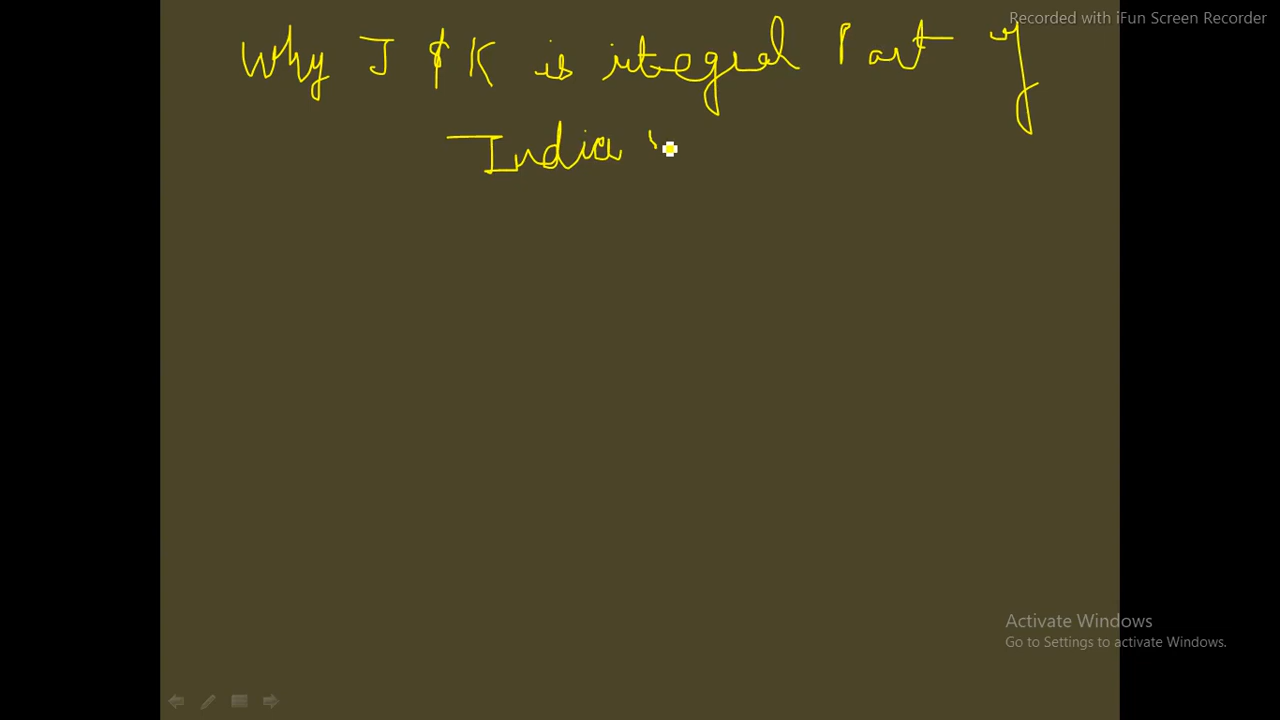 Recorded with iFun Screen Recorder
Why J & K is integral Part of
India
Activate Windows
Go to Settings to activate Windows.